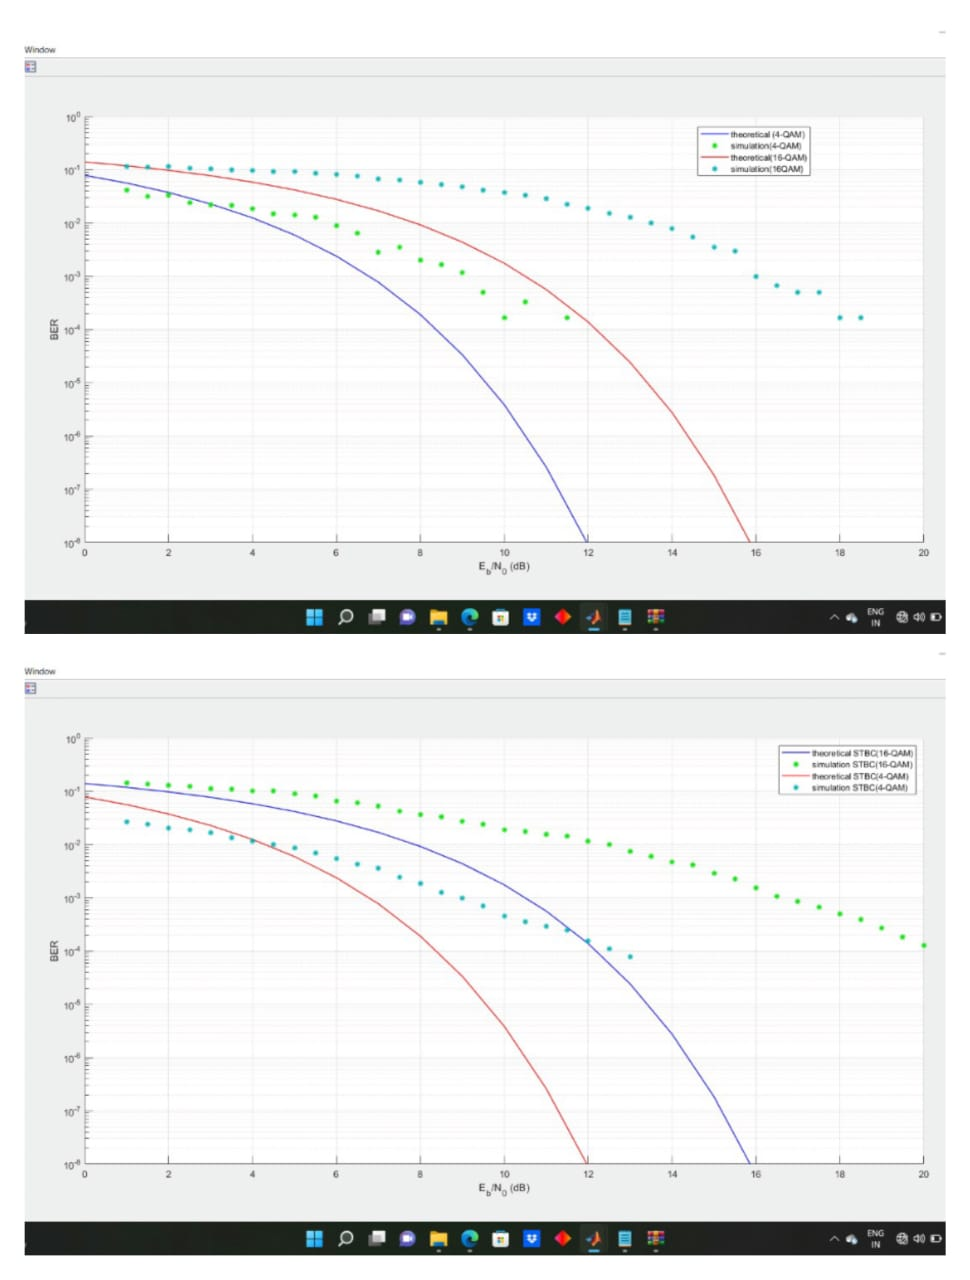 Window
10^0
10^-1
10^-2
10^-3
10^-4
10^-5
10^-6
10^-7
10^-8
BER
theoretical (4-QAM)
simulation(4-QAM)
theoretical(16-QAM)
simulation(16QAM)
0 2 4 6 8 10 12 14 16 18 20
E_b/N_0 (dB)
ENG
IN
Window
10^0
10^-1
10^-2
10^-3
10^-4
10^-5
10^-6
10^-7
10^-8
BER
theoretical STBC(16-QAM)
simulation STBC(16-QAM)
theoretical STBC(4-QAM)
simulation STBC(4-QAM)
0 2 4 6 8 10 12 14 16 18 20
E_b/N_0 (dB)
ENG
IN